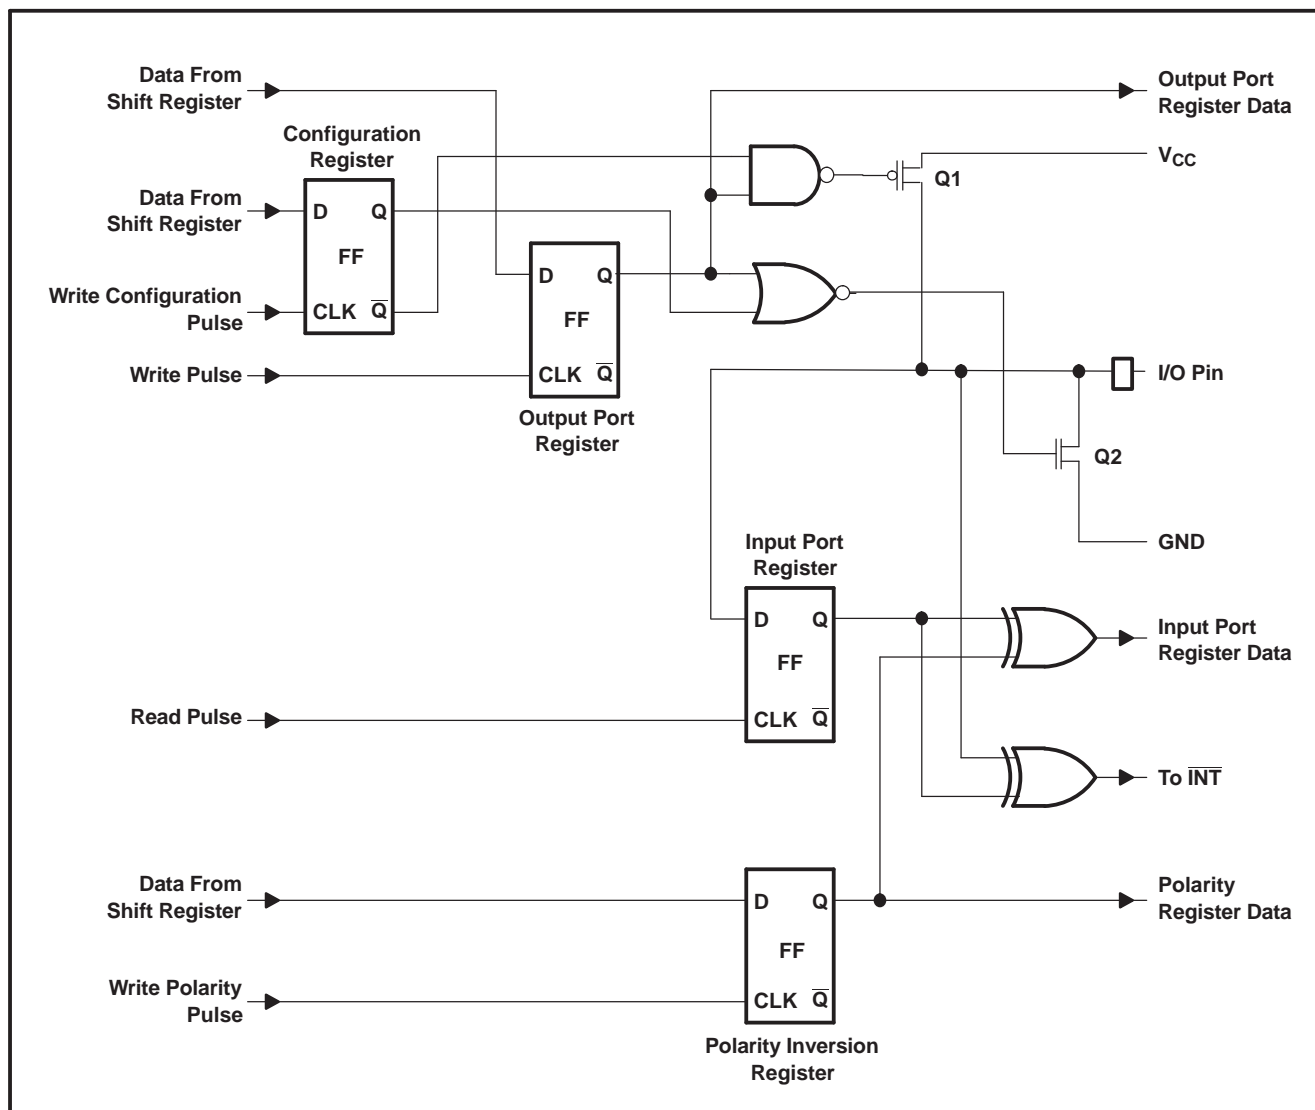 Data From
Shift Register
Output Port
Register Data
Configuration
Register
V_CC
Q1
Data From
Shift Register
D Q
FF
CLK Q̅
Write Configuration
Pulse
D Q
FF
CLK Q̅
Write Pulse
Output Port
Register
I/O Pin
Q2
GND
Input Port
Register
D Q
FF
CLK Q̅
Input Port
Register Data
Read Pulse
To I̅N̅T̅
Data From
Shift Register
D Q
FF
CLK Q̅
Polarity
Register Data
Write Polarity
Pulse
Polarity Inversion
Register